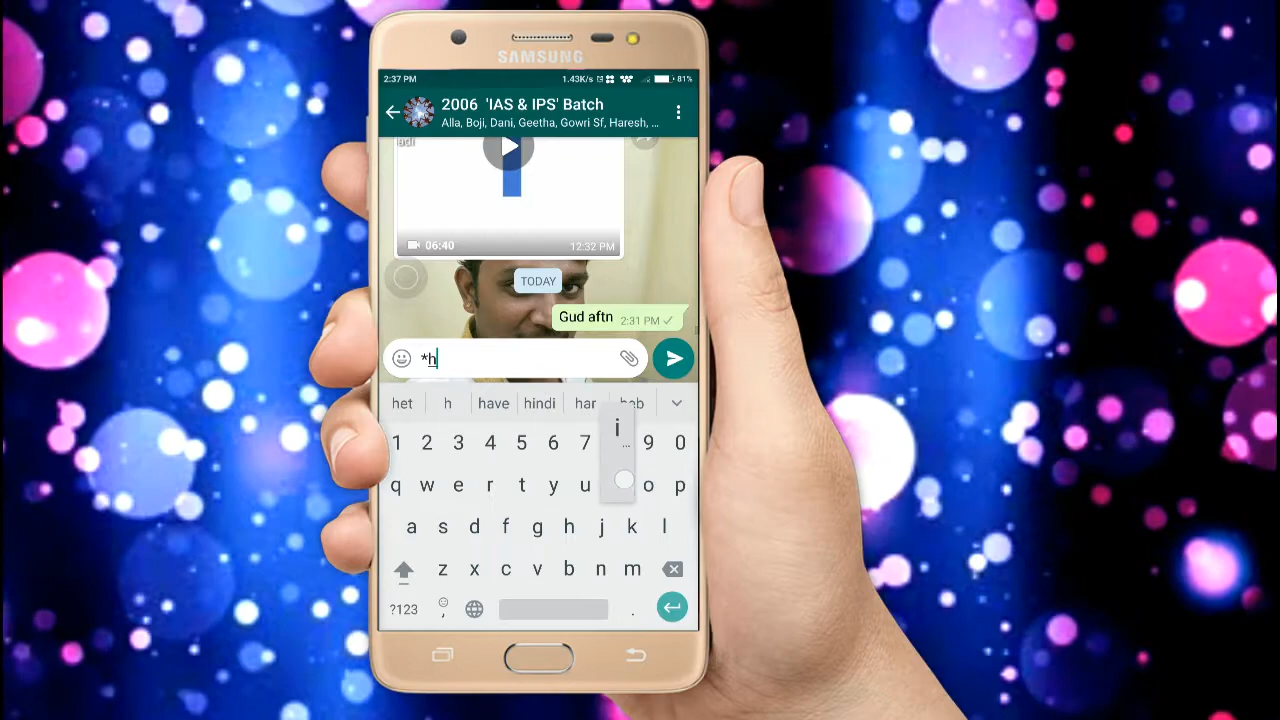 SAMSUNG
2:37 PM 1.43K/s 81%
2006 'IAS & IPS' Batch
Alla, Boji, Dani, Geetha, Gowri Sf, Haresh, ...
06:40 12:32 PM
TODAY
Gud aftn 2:31 PM
*h
het h have hindi har
1 2 3 4 5 6 7 9 0
i
q w e r t y u o p
a s d f g h j k l
z x c v b n m
?123 , .